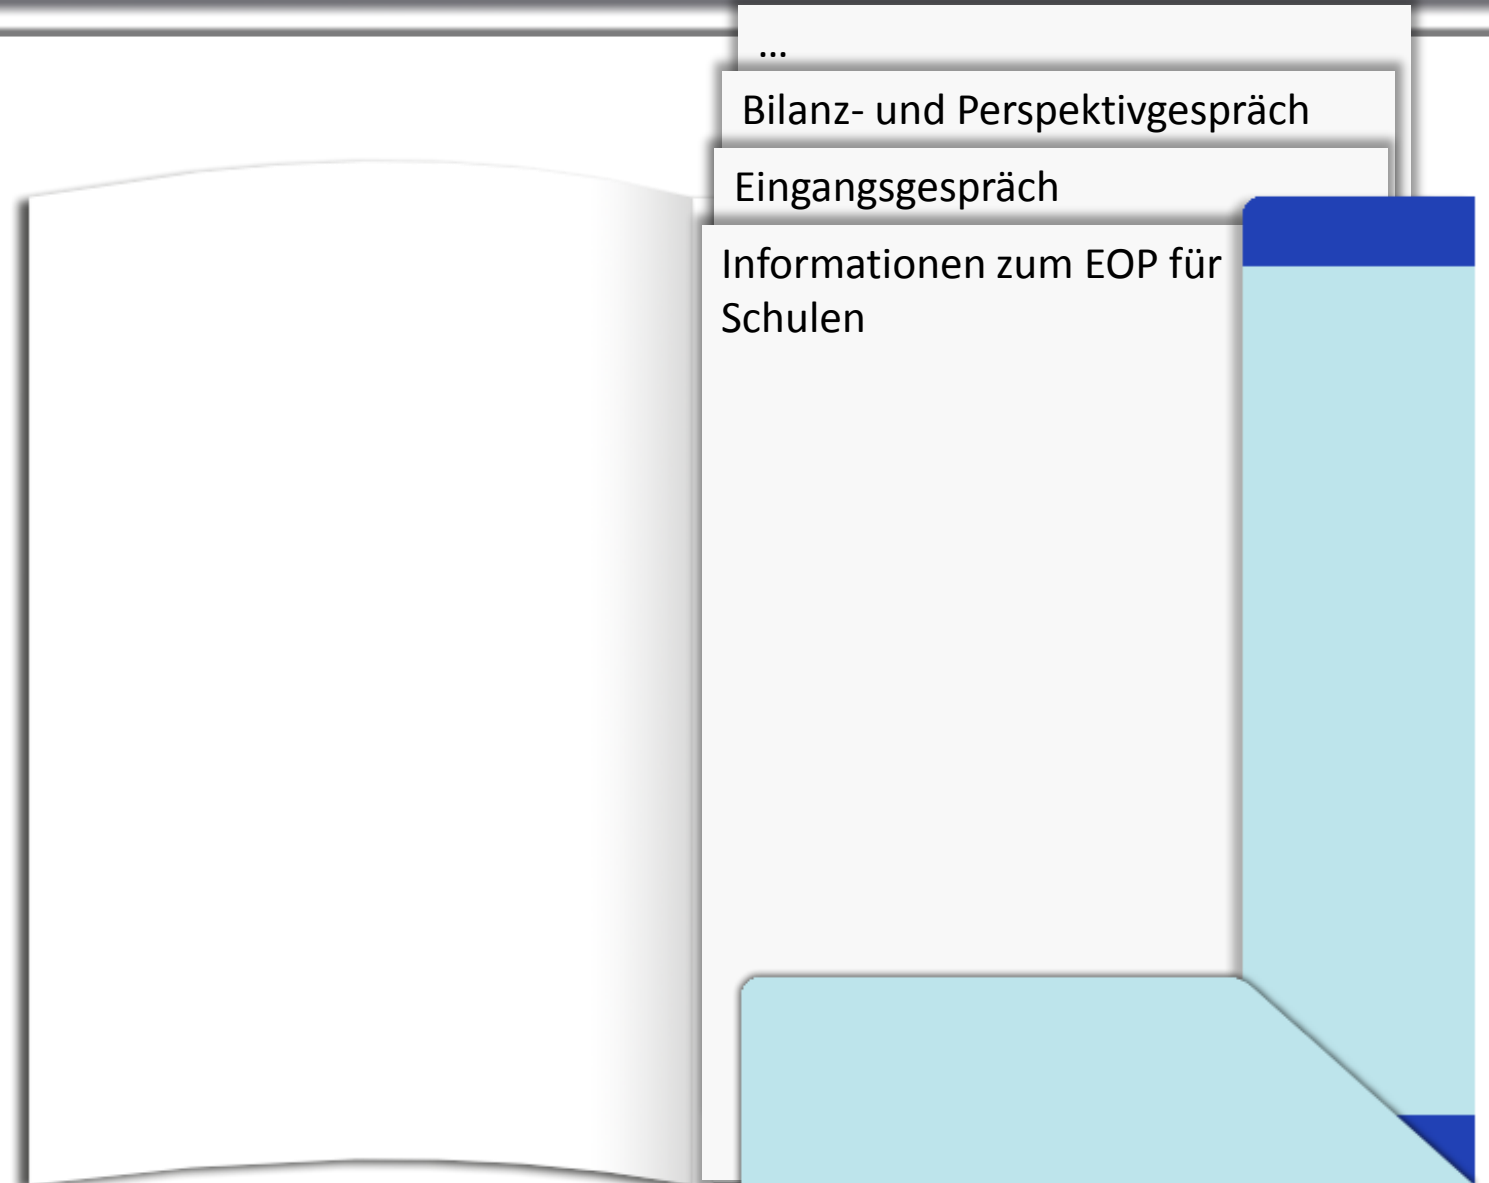 ...
Bilanz- und Perspektivgespräch
Eingangsgespräch
Informationen zum EOP für
Schulen